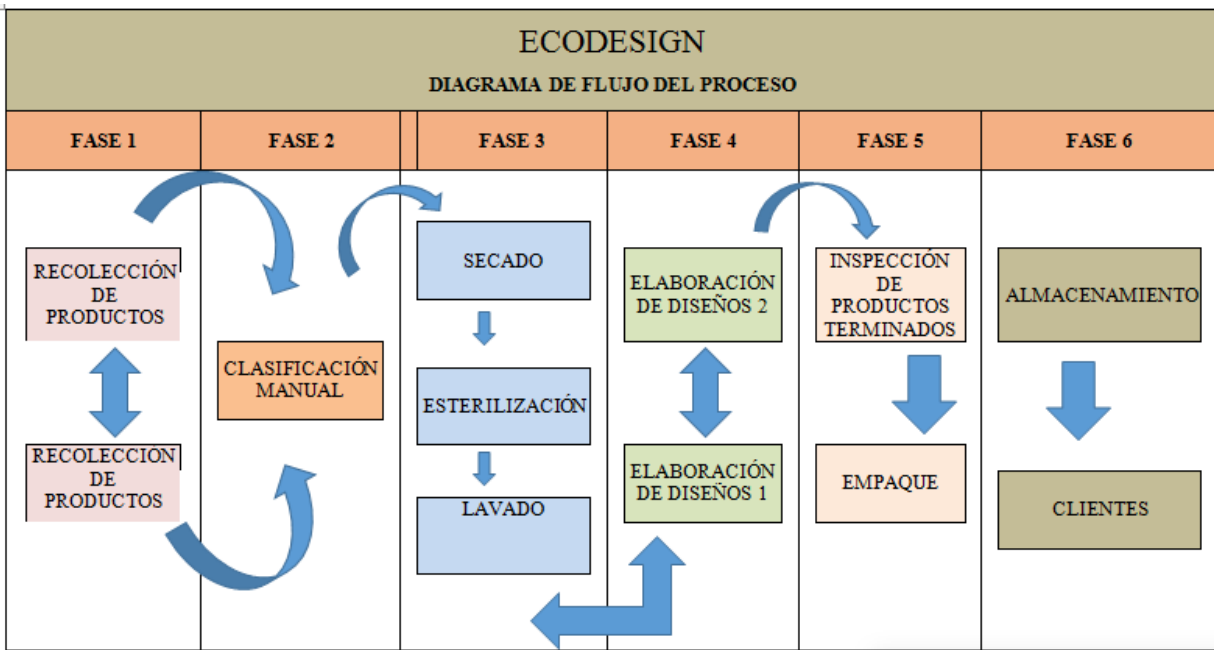 ECODESIGN
DIAGRAMA DE FLUJO DEL PROCESO
FASE 1
FASE 2
FASE 3
FASE 4
FASE 5
FASE 6
RECOLECCIÓN
DE
PRODUCTOS
RECOLECCIÓN
DE
PRODUCTOS
CLASIFICACIÓN
MANUAL
SECADO
ESTERILIZACIÓN
LAVADO
ELABORACIÓN
DE DISEÑOS 2
ELABORACIÓN
DE DISEÑOS 1
INSPECCIÓN
DE
PRODUCTOS
TERMINADOS
EMPAQUE
ALMACENAMIENTO
CLIENTES